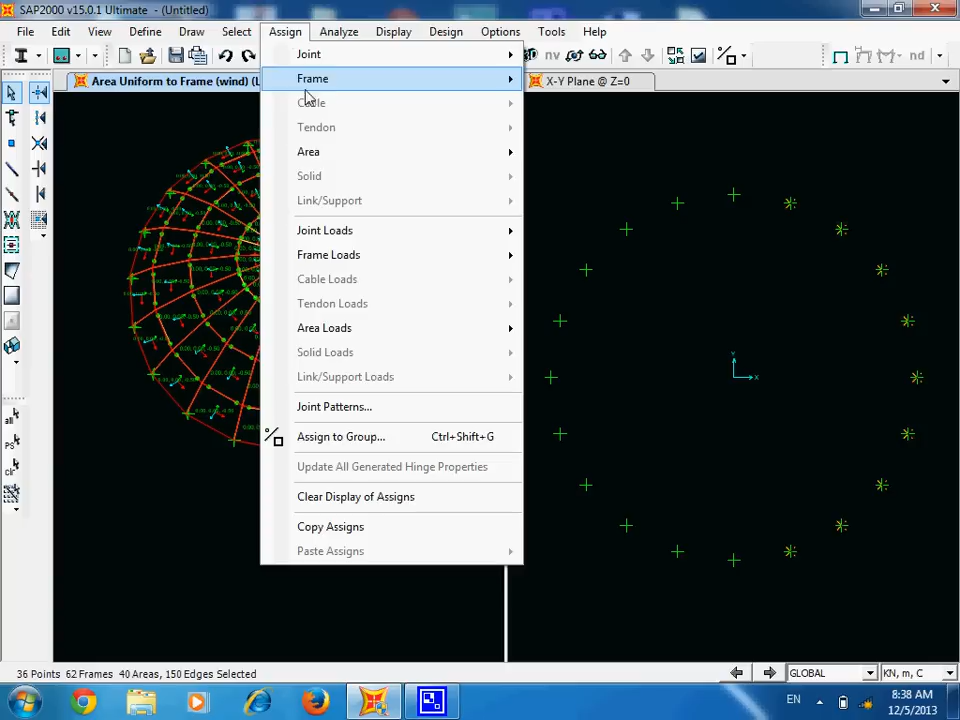 SAP2000 v15.0.1 Ultimate - (Untitled)
File Edit View Define Draw Select Assign Analyze Display Design Options Tools Help
Area Uniform to Frame (wind) (L
X-Y Plane @ Z=0
Joint
Frame
Cable
Tendon
Area
Solid
Link/Support
Joint Loads
Frame Loads
Cable Loads
Tendon Loads
Area Loads
Solid Loads
Link/Support Loads
Joint Patterns...
Assign to Group... Ctrl+Shift+G
Update All Generated Hinge Properties
Clear Display of Assigns
Copy Assigns
Paste Assigns
all
PS
clr
nd
Y
X
36 Points 62 Frames 40 Areas, 150 Edges Selected
GLOBAL
KN, m, C
EN
8:38 AM
12/5/2013